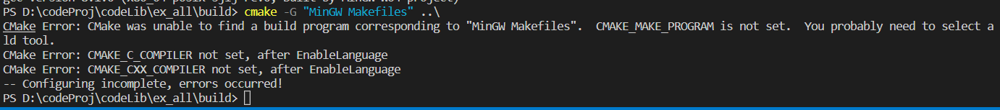 PS D:\codeProj\codeLib\ex_all\build> cmake -G "MinGW Makefiles" ..\
CMake Error: CMake was unable to find a build program corresponding to "MinGW Makefiles".  CMAKE_MAKE_PROGRAM is not set.  You probably need to select a
ld tool.
CMake Error: CMAKE_C_COMPILER not set, after EnableLanguage
CMake Error: CMAKE_CXX_COMPILER not set, after EnableLanguage
-- Configuring incomplete, errors occurred!
PS D:\codeProj\codeLib\ex_all\build>